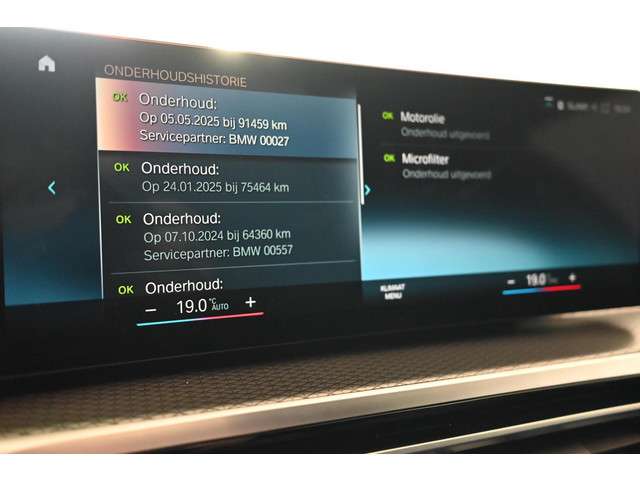 ONDERHOUDSHISTORIE
OK Onderhoud:
Op 05.05.2025 bij 91459 km
Servicepartner: BMW 00027
OK Onderhoud:
Op 24.01.2025 bij 75464 km
OK Onderhoud:
Op 07.10.2024 bij 64360 km
Servicepartner: BMW 00557
OK Onderhoud:
− 19.0 °C AUTO +
OK Motorolie
Onderhoud uitgevoerd
OK Microfilter
Onderhoud uitgevoerd
KLIMAAT
MENU
− 19.0 +